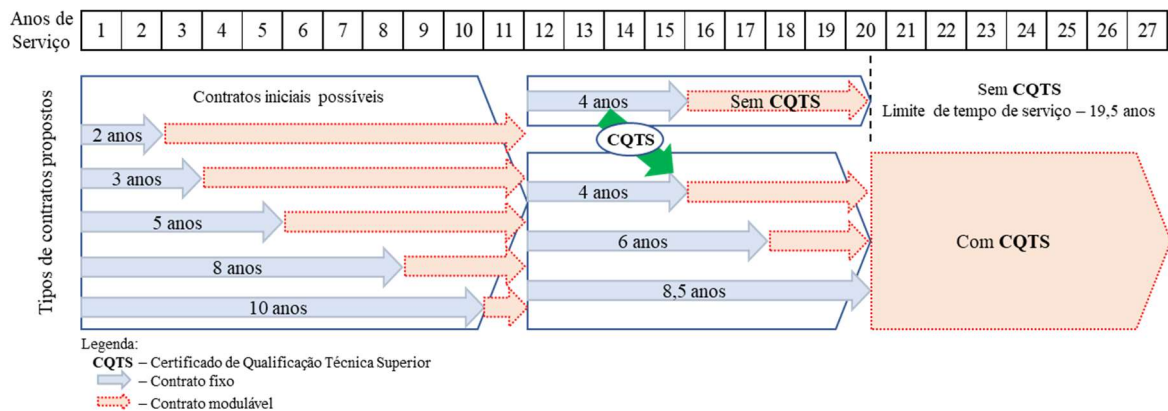 Anos de
Serviço
1 2 3 4 5 6 7 8 9 10 11 12 13 14 15 16 17 18 19 20 21 22 23 24 25 26 27
Tipos de contratos propostos
Contratos iniciais possíveis
2 anos
3 anos
5 anos
8 anos
10 anos
4 anos
Sem CQTS
CQTS
4 anos
6 anos
8,5 anos
Sem CQTS
Limite de tempo de serviço – 19,5 anos
Com CQTS
Legenda:
CQTS – Certificado de Qualificação Técnica Superior
– Contrato fixo
– Contrato modulável